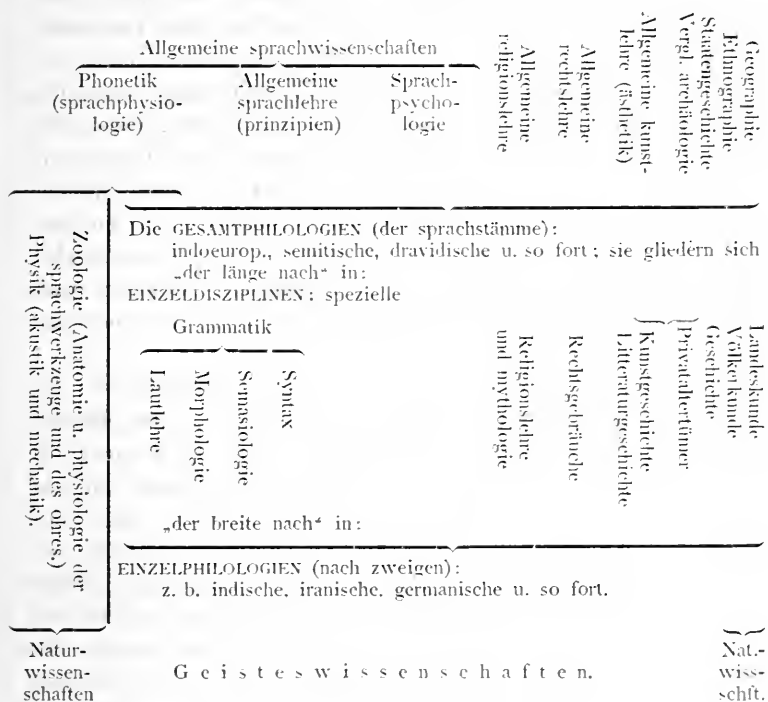 Allgemeine sprachwissenschaften
Phonetik
(sprachphysio-
logie)
Allgemeine
sprachlehre
(prinzipien)
Sprach-
psycho-
logie
Allgemeine
religionslehre
Allgemeine
rechtslehre
Allgemeine kunst-
lehre (ästhetik)
Geographie
Ethnographie
Staatengeschichte
Vergl. archäologie
Zoologie (Anatomie u. physiologie der
sprachwerkzeuge und des ohres.)
Physik (akustik und mechanik).
Die GESAMTPHILOLOGIEN (der sprachstämme):
indoeurop., semitische, dravidische u. so fort; sie gliedern sich
„der länge nach“ in:
EINZELDISZIPLINEN: spezielle
Grammatik
Lautlehre
Morphologie
Semasiologie
Syntax
Religionslehre
und mythologie
Rechtsgebräuche
Kunstgeschichte
Litteraturgeschichte
Privataltertümer
Landeskunde
Völkerkunde
Geschichte
„der breite nach“ in:
EINZELPHILOLOGIEN (nach zweigen):
z. b. indische, iranische, germanische u. so fort.
Natur-
wissen-
schaften
Geisteswissenschaften.
Nat.-
wiss-
schft.